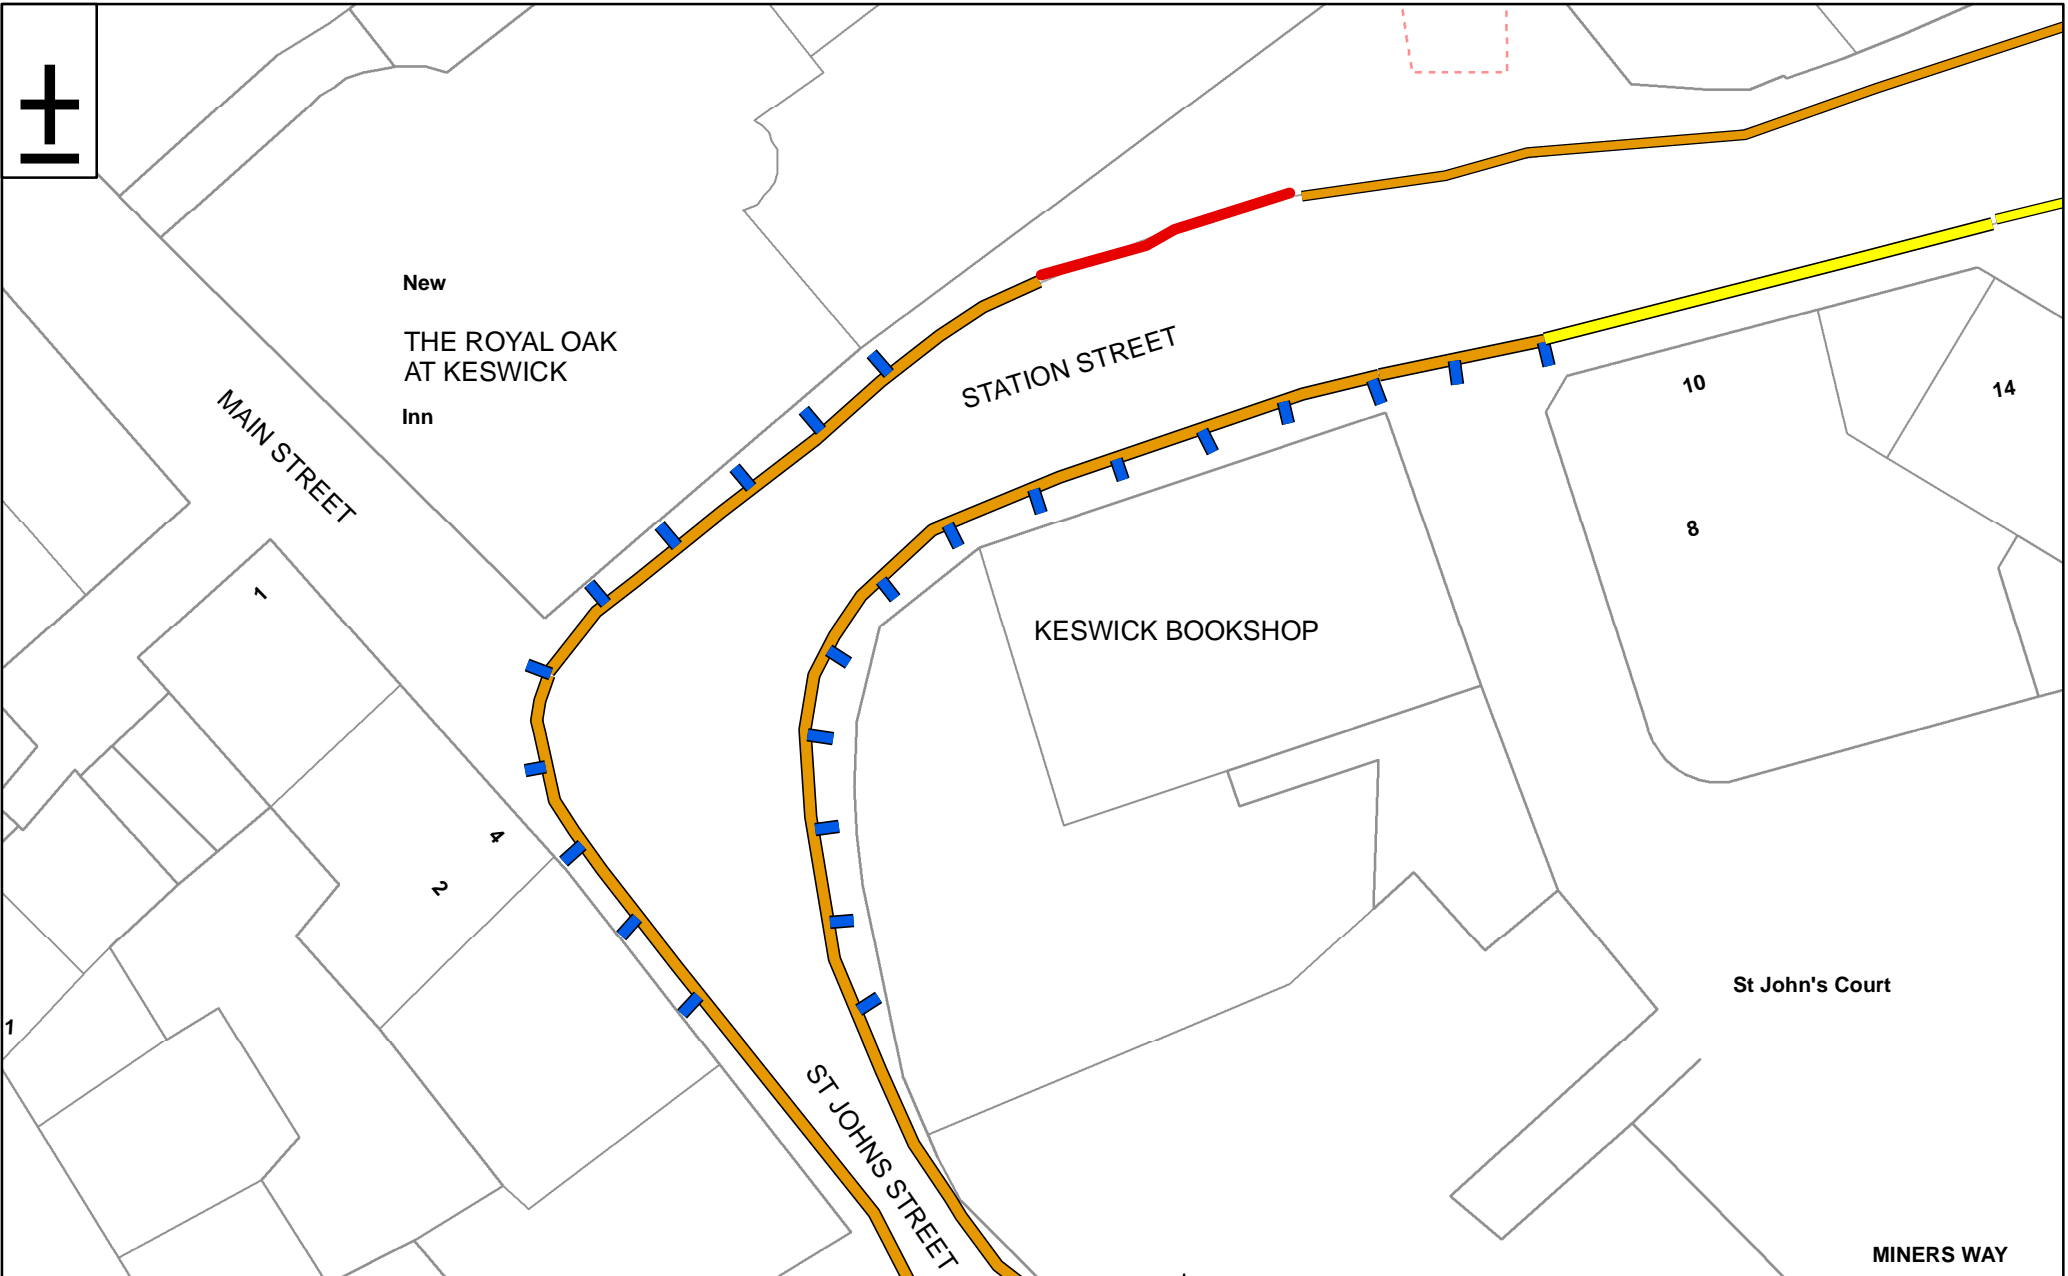 New
THE ROYAL OAK
AT KESWICK
Inn
STATION STREET
MAIN STREET
10
14
8
1
KESWICK BOOKSHOP
4
2
St John's Court
1
ST JOHNS STREET
MINERS WAY